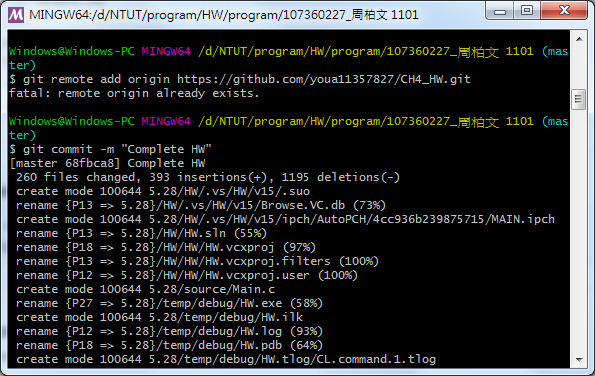 MINGW64:/d/NTUT/program/HW/program/107360227_周柏文 1101
Windows@Windows-PC MINGW64 /d/NTUT/program/HW/program/107360227_周柏文 1101 (mas
ter)
$ git remote add origin https://github.com/youa11357827/CH4_HW.git
fatal: remote origin already exists.
Windows@Windows-PC MINGW64 /d/NTUT/program/HW/program/107360227_周柏文 1101 (mas
ter)
$ git commit -m "Complete HW"
[master 68fbca8] Complete HW
260 files changed, 393 insertions(+), 1195 deletions(-)
create mode 100644 5.28/HW/.vs/HW/v15/.suo
rename {P13 => 5.28}/HW/.vs/HW/v15/Browse.VC.db (73%)
create mode 100644 5.28/HW/.vs/HW/v15/ipch/AutoPCH/4cc936b239875715/MAIN.ipch
rename {P13 => 5.28}/HW/HW.sln (55%)
rename {P18 => 5.28}/HW/HW/HW.vcxproj (97%)
rename {P13 => 5.28}/HW/HW/HW.vcxproj.filters (100%)
rename {P12 => 5.28}/HW/HW/HW.vcxproj.user (100%)
create mode 100644 5.28/source/Main.c
rename {P27 => 5.28}/temp/debug/HW.exe (58%)
create mode 100644 5.28/temp/debug/HW.ilk
rename {P12 => 5.28}/temp/debug/HW.log (93%)
rename {P18 => 5.28}/temp/debug/HW.pdb (64%)
create mode 100644 5.28/temp/debug/HW.tlog/CL.command.1.tlog